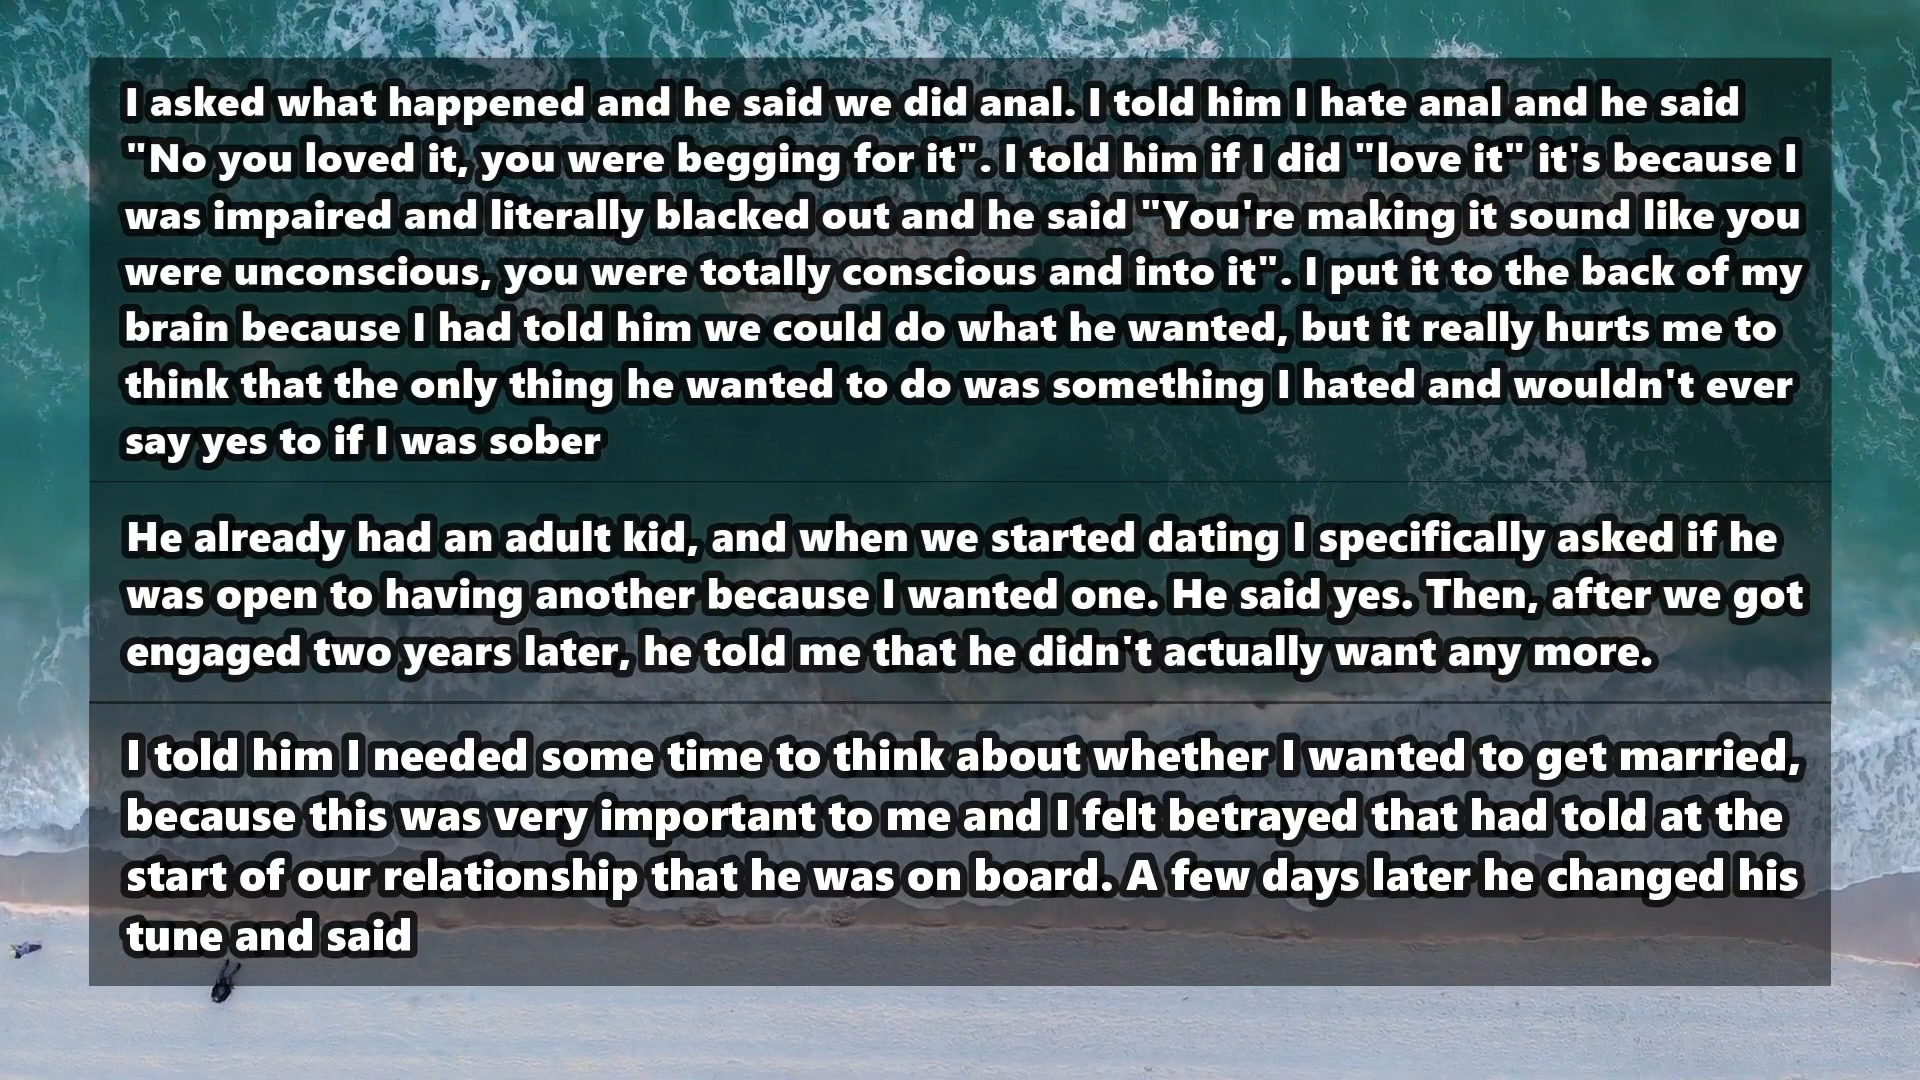 I asked what happened and he said we did anal. I told him I hate anal and he said
"No you loved it, you were begging for it". I told him if I did "love it" it's because I
was impaired and literally blacked out and he said "You're making it sound like you
were unconscious, you were totally conscious and into it". I put it to the back of my
brain because I had told him we could do what he wanted, but it really hurts me to
think that the only thing he wanted to do was something I hated and wouldn't ever
say yes to if I was sober
He already had an adult kid, and when we started dating I specifically asked if he
was open to having another because I wanted one. He said yes. Then, after we got
engaged two years later, he told me that he didn't actually want any more.
I told him I needed some time to think about whether I wanted to get married,
because this was very important to me and I felt betrayed that had told at the
start of our relationship that he was on board. A few days later he changed his
tune and said